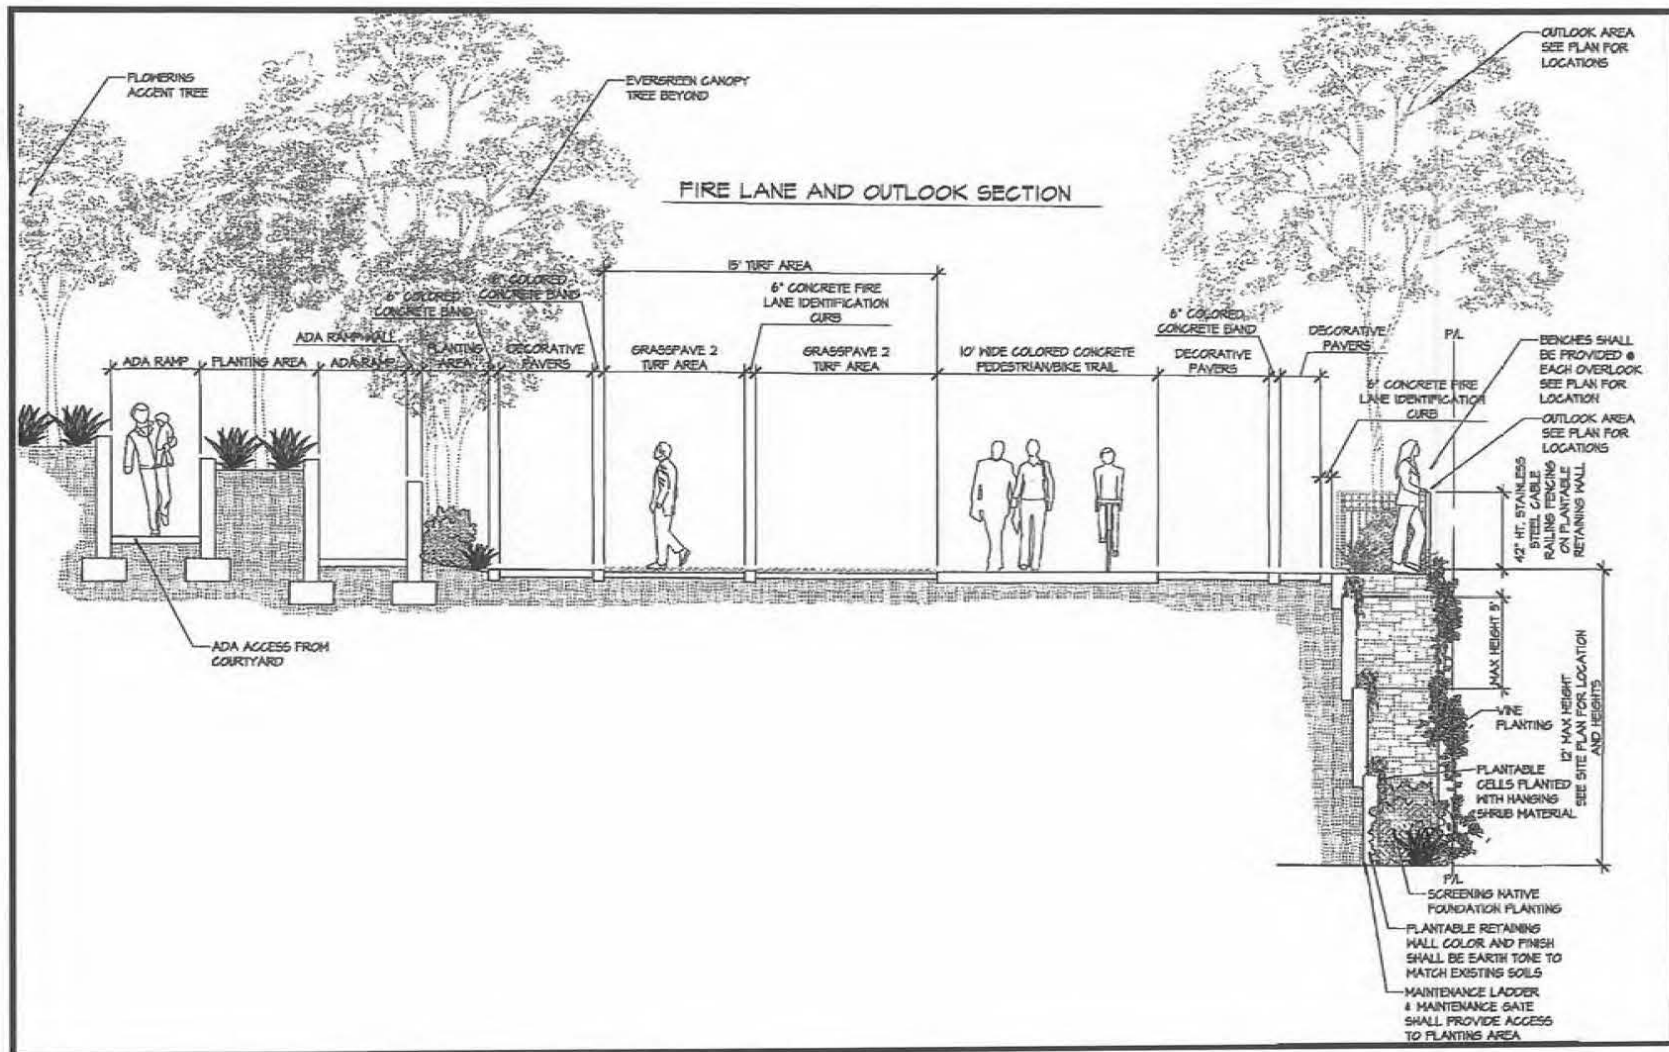 FLOWERING
ACCENT TREE
EVERGREEN CANOPY
TREE BEYOND
OUTLOOK AREA
SEE PLAN FOR
LOCATIONS
FIRE LANE AND OUTLOOK SECTION
15' TURF AREA
6" COLORED
CONCRETE BAND
6" COLORED
CONCRETE BAND
6" CONCRETE FIRE
LANE IDENTIFICATION
CURB
6" COLORED
CONCRETE BAND
DECORATIVE
PAVERS
P/L
ADA RAMP
PLANTING AREA
ADA RAMP
ADA RAMP WALL
PLANTING
AREA
DECORATIVE
PAVERS
GRASSPAVE 2
TURF AREA
GRASSPAVE 2
TURF AREA
10' WIDE COLORED CONCRETE
PEDESTRIAN/BIKE TRAIL
DECORATIVE
PAVERS
6" CONCRETE FIRE
LANE IDENTIFICATION
CURB
BENCHES SHALL
BE PROVIDED @
EACH OVERLOOK
SEE PLAN FOR
LOCATION
OUTLOOK AREA
SEE PLAN FOR
LOCATIONS
42" HT. STAINLESS
STEEL CABLE
RAILING FENCING
ON PLANTABLE
RETAINING WALL
ADA ACCESS FROM
COURTYARD
MAX HEIGHT 5'
12' MAX HEIGHT
SEE SITE PLAN FOR LOCATION
AND HEIGHTS
VINE
PLANTING
PLANTABLE
CELLS PLANTED
WITH HANGING
SHRUB MATERIAL
P/L
SCREENING NATIVE
FOUNDATION PLANTING
PLANTABLE RETAINING
WALL COLOR AND FINISH
SHALL BE EARTH TONE TO
MATCH EXISTING SOILS
MAINTENANCE LADDER
& MAINTENANCE GATE
SHALL PROVIDE ACCESS
TO PLANTING AREA